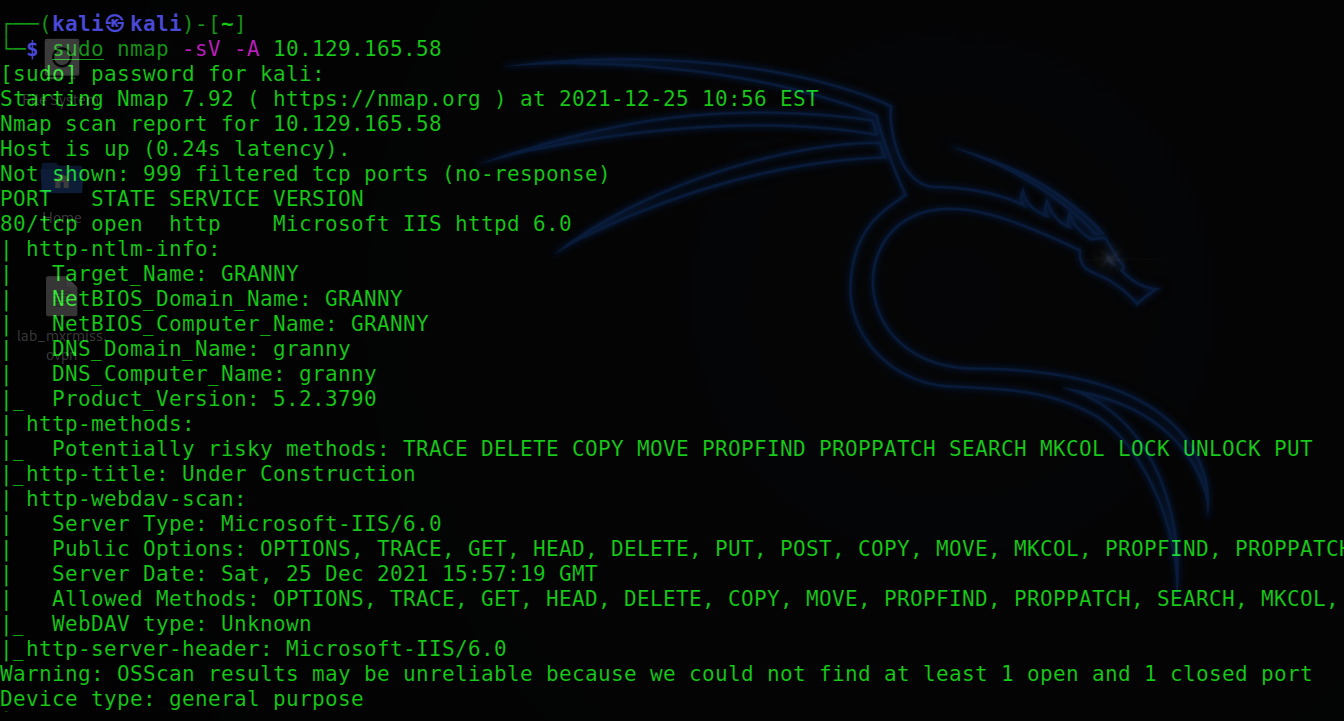 ┌──(kali㉿kali)-[~]
└─$ sudo nmap -sV -A 10.129.165.58
[sudo] password for kali:
Starting Nmap 7.92 ( https://nmap.org ) at 2021-12-25 10:56 EST
Nmap scan report for 10.129.165.58
Host is up (0.24s latency).
Not shown: 999 filtered tcp ports (no-response)
PORT   STATE SERVICE VERSION
80/tcp open  http    Microsoft IIS httpd 6.0
| http-ntlm-info:
|   Target_Name: GRANNY
|   NetBIOS_Domain_Name: GRANNY
|   NetBIOS_Computer_Name: GRANNY
|   DNS_Domain_Name: granny
|   DNS_Computer_Name: granny
|_  Product_Version: 5.2.3790
| http-methods:
|_  Potentially risky methods: TRACE DELETE COPY MOVE PROPFIND PROPPATCH SEARCH MKCOL LOCK UNLOCK PUT
|_http-title: Under Construction
| http-webdav-scan:
|   Server Type: Microsoft-IIS/6.0
|   Public Options: OPTIONS, TRACE, GET, HEAD, DELETE, PUT, POST, COPY, MOVE, MKCOL, PROPFIND, PROPPATCH
|   Server Date: Sat, 25 Dec 2021 15:57:19 GMT
|   Allowed Methods: OPTIONS, TRACE, GET, HEAD, DELETE, COPY, MOVE, PROPFIND, PROPPATCH, SEARCH, MKCOL,
|_  WebDAV type: Unknown
|_http-server-header: Microsoft-IIS/6.0
Warning: OSScan results may be unreliable because we could not find at least 1 open and 1 closed port
Device type: general purpose
File System
Home
lab_mxrmiss.
ovpn